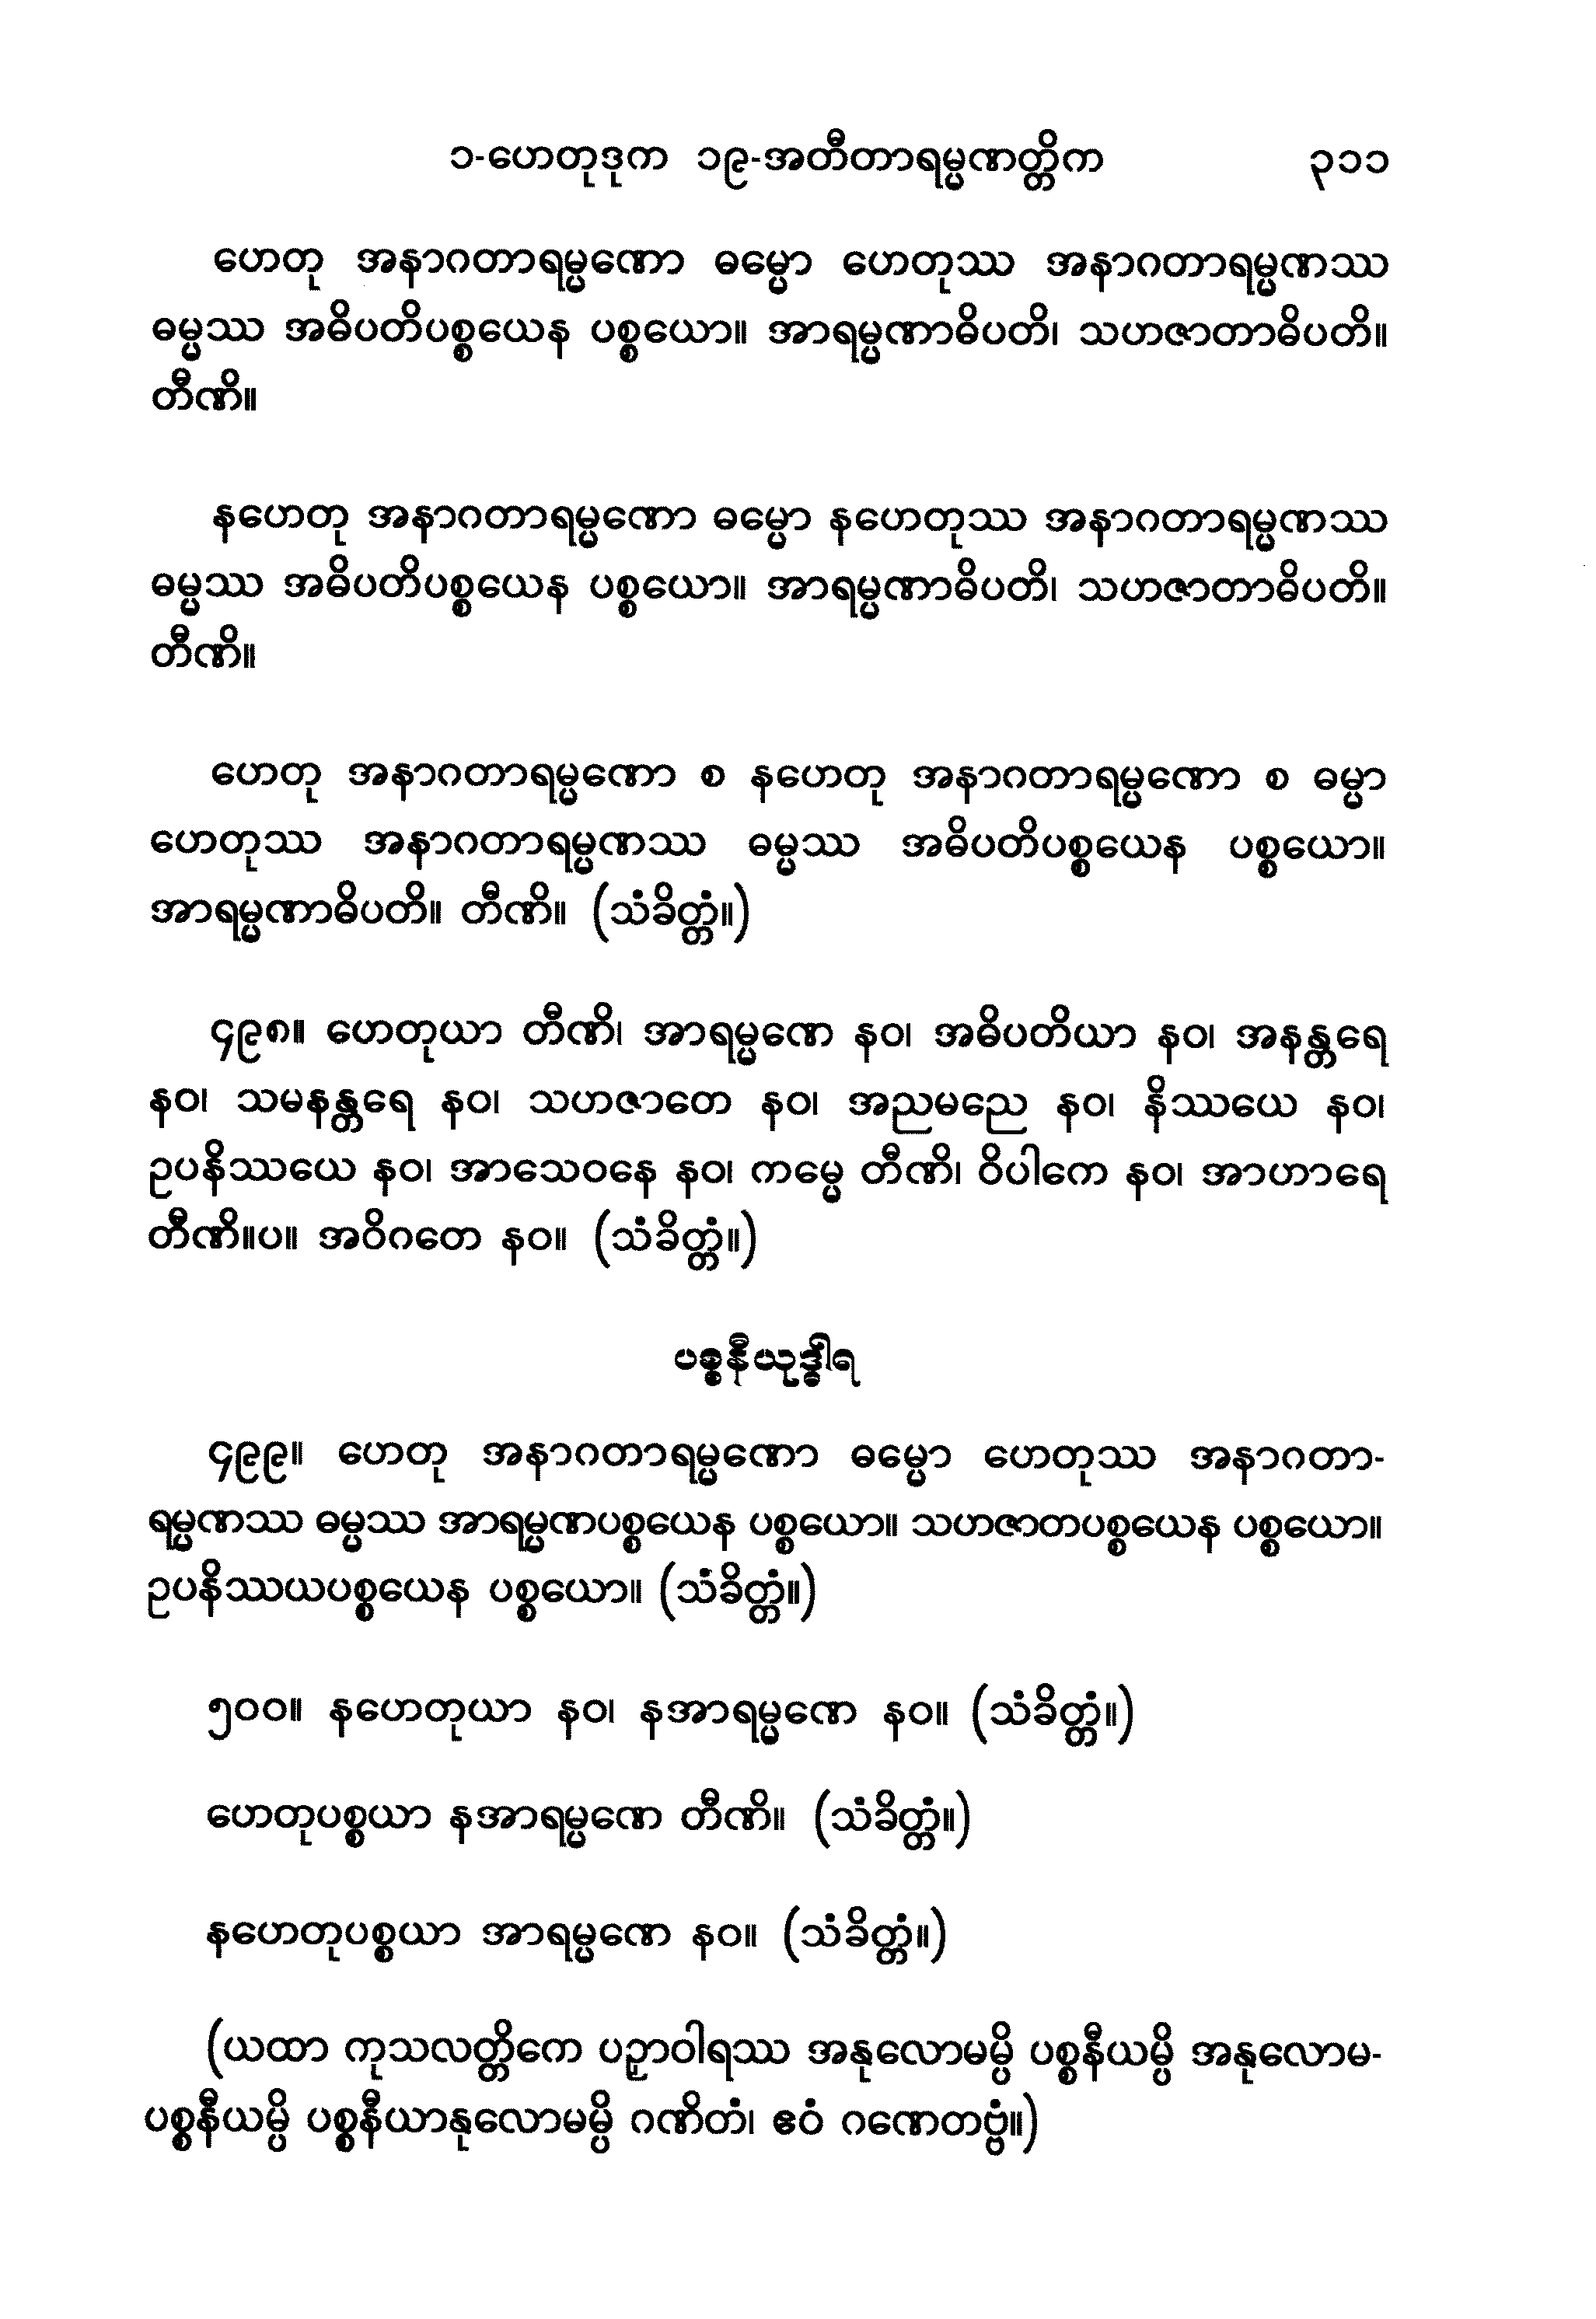 ၁-ဟေတုဒုက ၁၉-အတီတာရမ္မဏတ္တိက ၃၁၁
ဟေတု အနာဂတာရမ္မဏော ဓမ္မော ဟေတုဿ အနာဂတာရမ္မဏဿ
ဓမ္မဿ အဓိပတိပစ္စယေန ပစ္စယော။ အာရမ္မဏာဓိပတိ၊ သဟဇာတာဓိပတိ။
တီဏိ။
နဟေတု အနာဂတာရမ္မဏော ဓမ္မော နဟေတုဿ အနာဂတာရမ္မဏဿ
ဓမ္မဿ အဓိပတိပစ္စယေန ပစ္စယော။ အာရမ္မဏာဓိပတိ၊ သဟဇာတာဓိပတိ။
တီဏိ။
ဟေတု အနာဂတာရမ္မဏော စ နဟေတု အနာဂတာရမ္မဏော စ ဓမ္မာ
ဟေတုဿ အနာဂတာရမ္မဏဿ ဓမ္မဿ အဓိပတိပစ္စယေန ပစ္စယော။
အာရမ္မဏာဓိပတိ။ တီဏိ။ (သံခိတ္တံ။)
၄၉၈။ ဟေတုယာ တီဏိ၊ အာရမ္မဏေ နဝ၊ အဓိပတိယာ နဝ၊ အနန္တရေ
နဝ၊ သမနန္တရေ နဝ၊ သဟဇာတေ နဝ၊ အညမညေ နဝ၊ နိဿယေ နဝ၊
ဥပနိဿယေ နဝ၊ အာသေဝနေ နဝ၊ ကမ္မေ တီဏိ၊ ဝိပါကေ နဝ၊ အာဟာရေ
တီဏိ။ပ။ အဝိဂတေ နဝ။ (သံခိတ္တံ။)
ပစ္စနီယုဒ္ဓါရ
၄၉၉။ ဟေတု အနာဂတာရမ္မဏော ဓမ္မော ဟေတုဿ အနာဂတာ-
ရမ္မဏဿ ဓမ္မဿ အာရမ္မဏပစ္စယေန ပစ္စယော။ သဟဇာတပစ္စယေန ပစ္စယော။
ဥပနိဿယပစ္စယေန ပစ္စယော။ (သံခိတ္တံ။)
၅၀၀။ နဟေတုယာ နဝ၊ နအာရမ္မဏေ နဝ။ (သံခိတ္တံ။)
ဟေတုပစ္စယာ နအာရမ္မဏေ တီဏိ။ (သံခိတ္တံ။)
နဟေတုပစ္စယာ အာရမ္မဏေ နဝ။ (သံခိတ္တံ။)
(ယထာ ကုသလတ္တိကေ ပဉှာဝါရဿ အနုလောမမ္ပိ ပစ္စနီယမ္ပိ အနုလောမ-
ပစ္စနီယမ္ပိ ပစ္စနီယာနုလောမမ္ပိ ဂဏိတံ၊ ဧဝံ ဂဏေတဗ္ဗံ။)